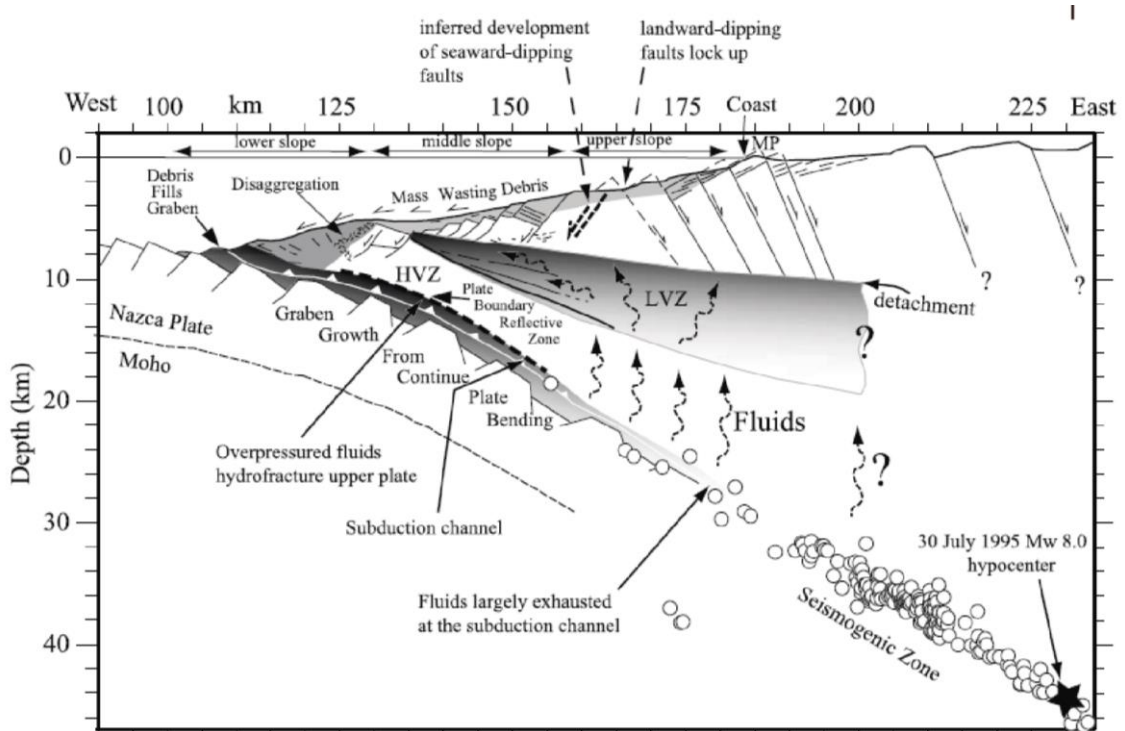 inferred development
of seaward-dipping
faults
landward-dipping
faults lock up
West 100 km 125 150 175 Coast 200 225 East
lower slope middle slope upper slope MP
0
Debris
Fills
Graben
Disaggregation
Mass Wasting Debris
10
HVZ
LVZ
Plate
Boundary
Reflective
Zone
detachment
?
?
?
Nazca Plate
Moho
Graben
Growth
From
Continue
Plate
Bending
20
Fluids
?
Overpressured fluids
hydrofracture upper plate
Subduction channel
30
30 July 1995 Mw 8.0
hypocenter
Fluids largely exhausted
at the subduction channel
Seismogenic Zone
40
Depth (km)